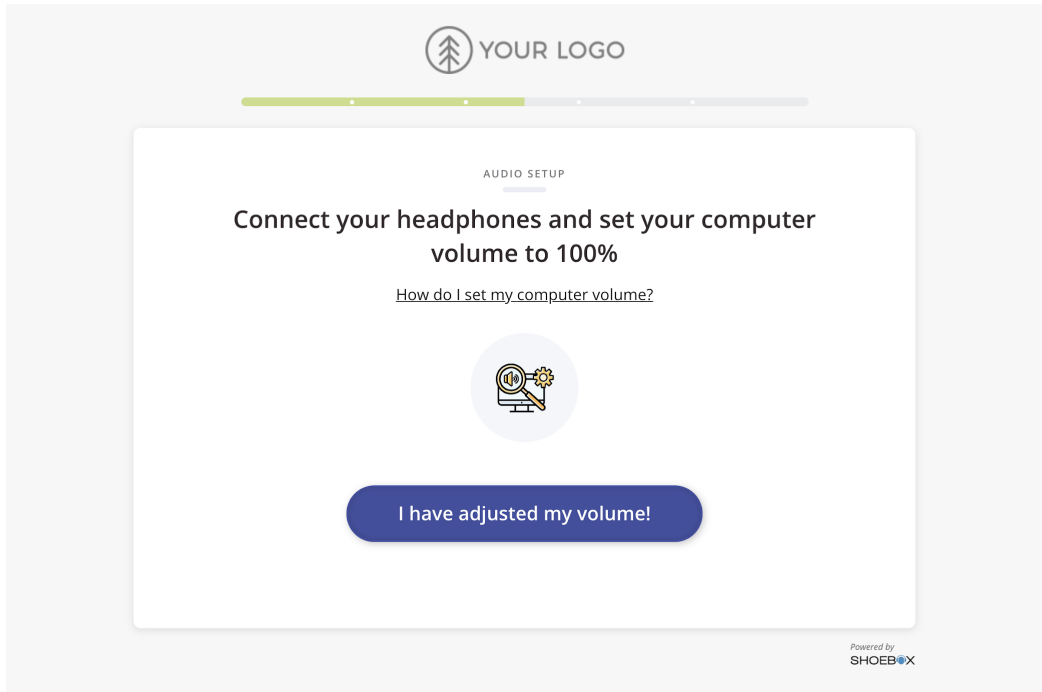 YOUR LOGO
AUDIO SETUP
Connect your headphones and set your computer
volume to 100%
How do I set my computer volume?
I have adjusted my volume!
Powered by
SHOEBOX